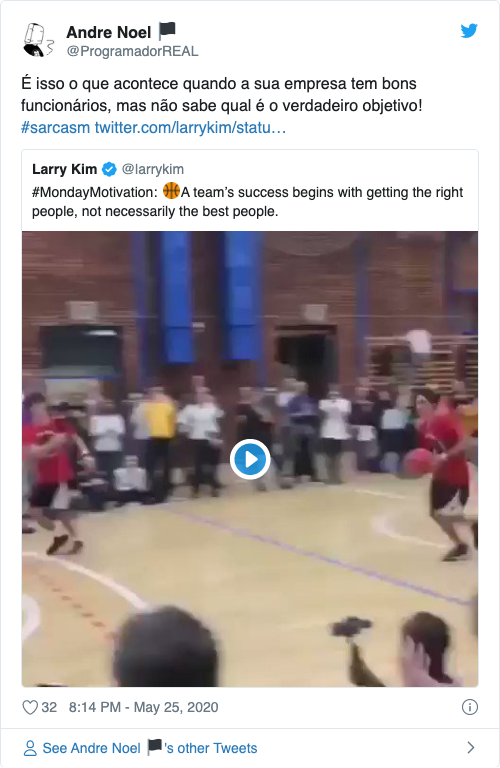 Andre Noel 🏴
@ProgramadorREAL
É isso o que acontece quando a sua empresa tem bons
funcionários, mas não sabe qual é o verdadeiro objetivo!
#sarcasm twitter.com/larrykim/statu…
Larry Kim @larrykim
#MondayMotivation: 🏀A team's success begins with getting the right
people, not necessarily the best people.
32 8:14 PM - May 25, 2020
See Andre Noel 🏴's other Tweets